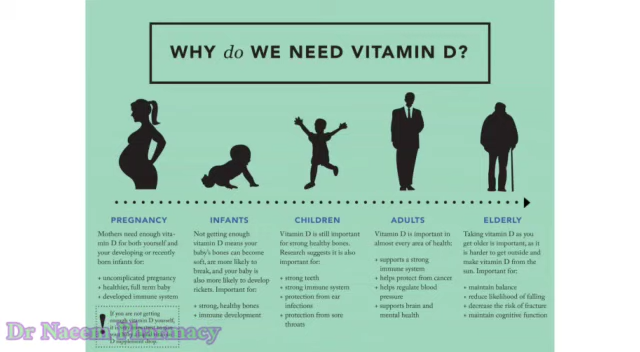 WHY do WE NEED VITAMIN D?
PREGNANCY
Mothers need enough vita-
min D for both yourself and
your developing or recently
born infants for:
+ uncomplicated pregnancy
+ healthier, full term baby
+ developed immune system
!
If you are not getting
enough vitamin D yourself,
D supplement drop.
INFANTS
Not getting enough
vitamin D means your
baby's bones can become
soft, are more likely to
break, and your baby is
also more likely to develop
rickets. Important for:
+ strong, healthy bones
+ immune development
CHILDREN
Vitamin D is still important
for strong healthy bones.
Research suggests it is also
important for:
+ strong teeth
+ strong immune system
+ protection from ear
infections
+ protection from sore
throats
ADULTS
Vitamin D is important in
almost every area of health:
+ supports a strong
immune system
+ helps protect from cancer
+ helps regulate blood
pressure
+ supports brain and
mental health
ELDERLY
Taking vitamin D as you
get older is important, as it
is harder to get outside and
make vitamin D from the
sun. Important for:
+ maintain balance
+ reduce likelihood of falling
+ decrease the risk of fracture
+ maintain cognitive function
Dr Naeem Pharmacy